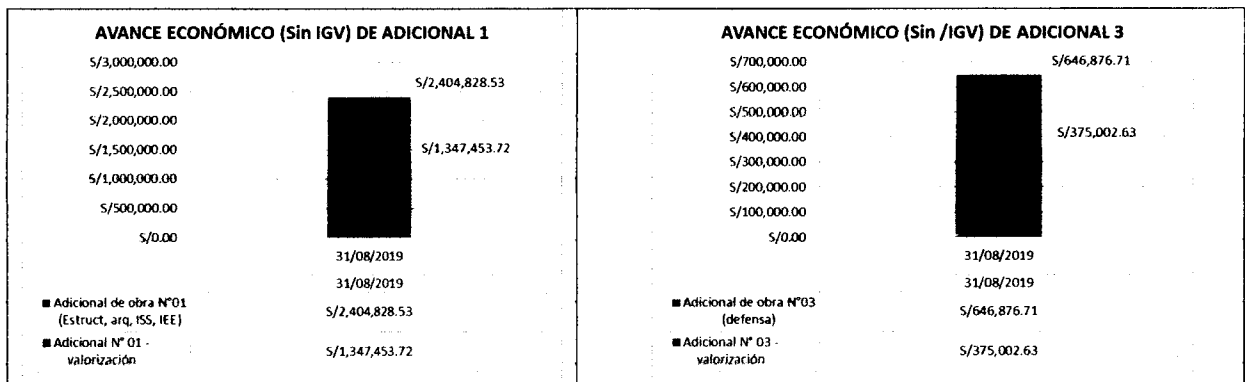 AVANCE ECONÓMICO (Sin IGV) DE ADICIONAL 1
S/3,000,000.00
S/2,500,000.00
S/2,000,000.00
S/1,500,000.00
S/1,000,000.00
S/500,000.00
S/0.00
S/2,404,828.53
S/1,347,453.72
31/08/2019
31/08/2019
■ Adicional de obra N°01
(Estruct, arq, ISS, IEE)
S/2,404,828.53
■ Adicional N° 01 -
valorización
S/1,347,453.72
AVANCE ECONÓMICO (Sin /IGV) DE ADICIONAL 3
S/700,000.00
S/600,000.00
S/500,000.00
S/400,000.00
S/300,000.00
S/200,000.00
S/100,000.00
S/0.00
S/646,876.71
S/375,002.63
31/08/2019
31/08/2019
■ Adicional de obra N°03
(defensa)
S/646,876.71
■ Adicional N° 03 -
valorización
S/375,002.63